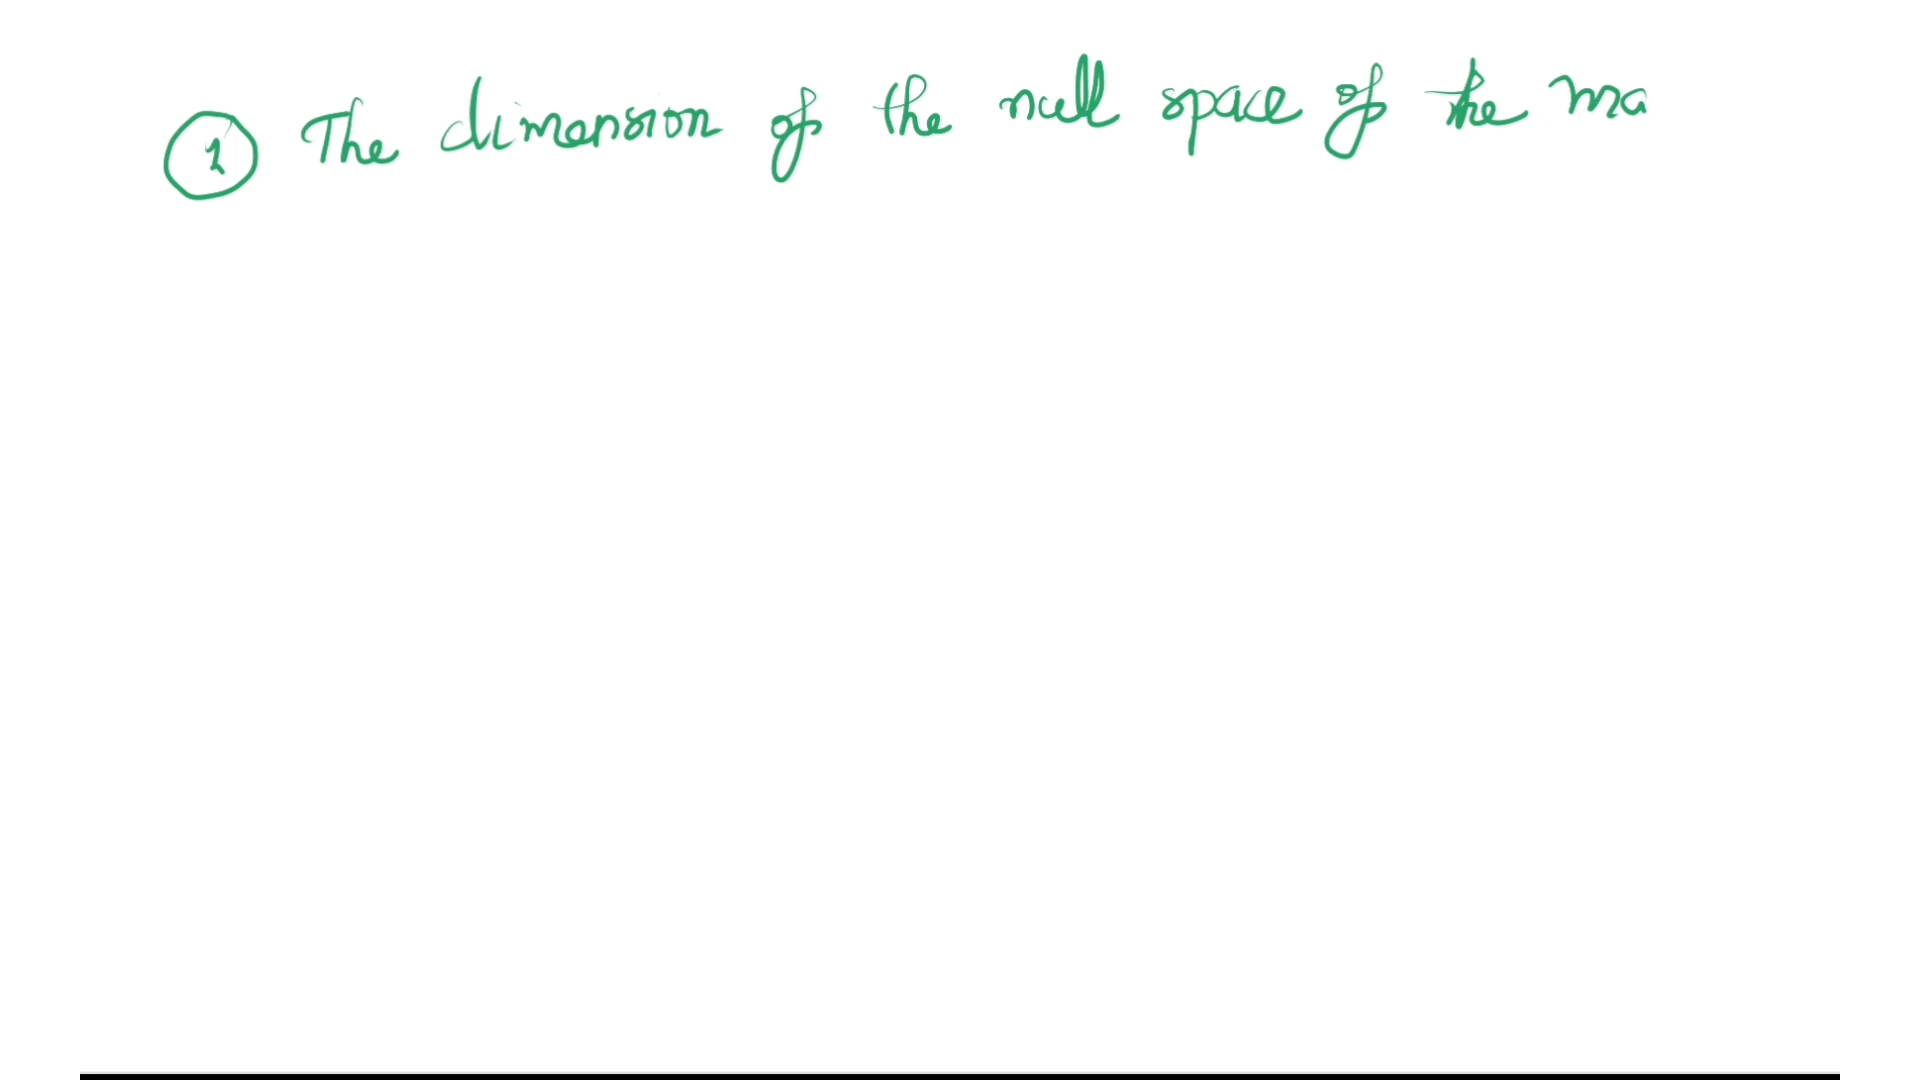 1 The dimension of the null space of the ma